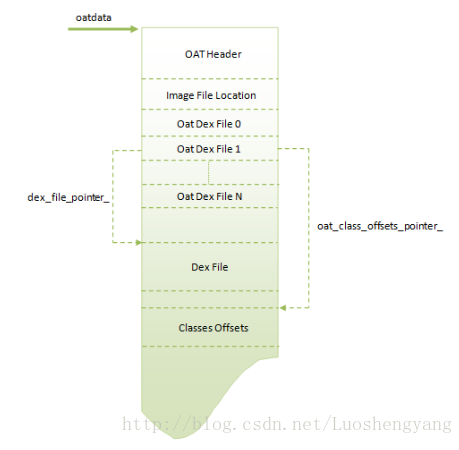 oatdata
OAT Header
Image File Location
Oat Dex File 0
Oat Dex File 1
dex_file_pointer_
Oat Dex File N
oat_class_offsets_pointer_
Dex File
Classes Offsets
http://blog.csdn.net/Luoshengyang